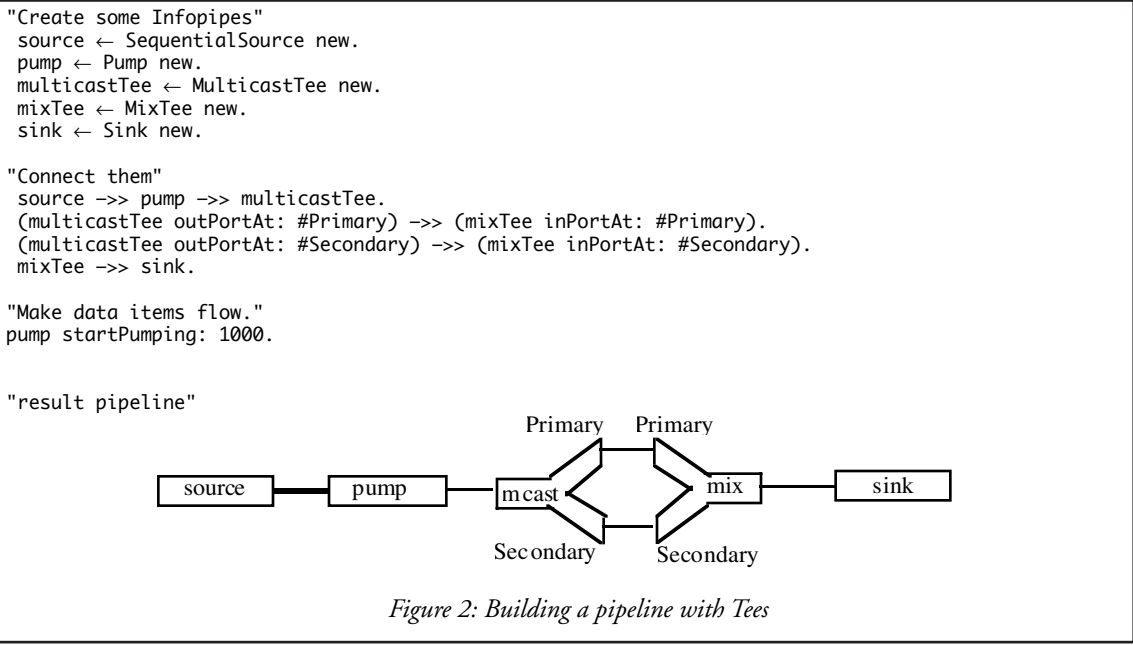 "Create some Infopipes"
source ← SequentialSource new.
pump ← Pump new.
multicastTee ← MulticastTee new.
mixTee ← MixTee new.
sink ← Sink new.
"Connect them"
source –>> pump –>> multicastTee.
(multicastTee outPortAt: #Primary) –>> (mixTee inPortAt: #Primary).
(multicastTee outPortAt: #Secondary) –>> (mixTee inPortAt: #Secondary).
mixTee –>> sink.
"Make data items flow."
pump startPumping: 1000.
"result pipeline"
Primary Primary
source pump mcast mix sink
Secondary Secondary
Figure 2: Building a pipeline with Tees